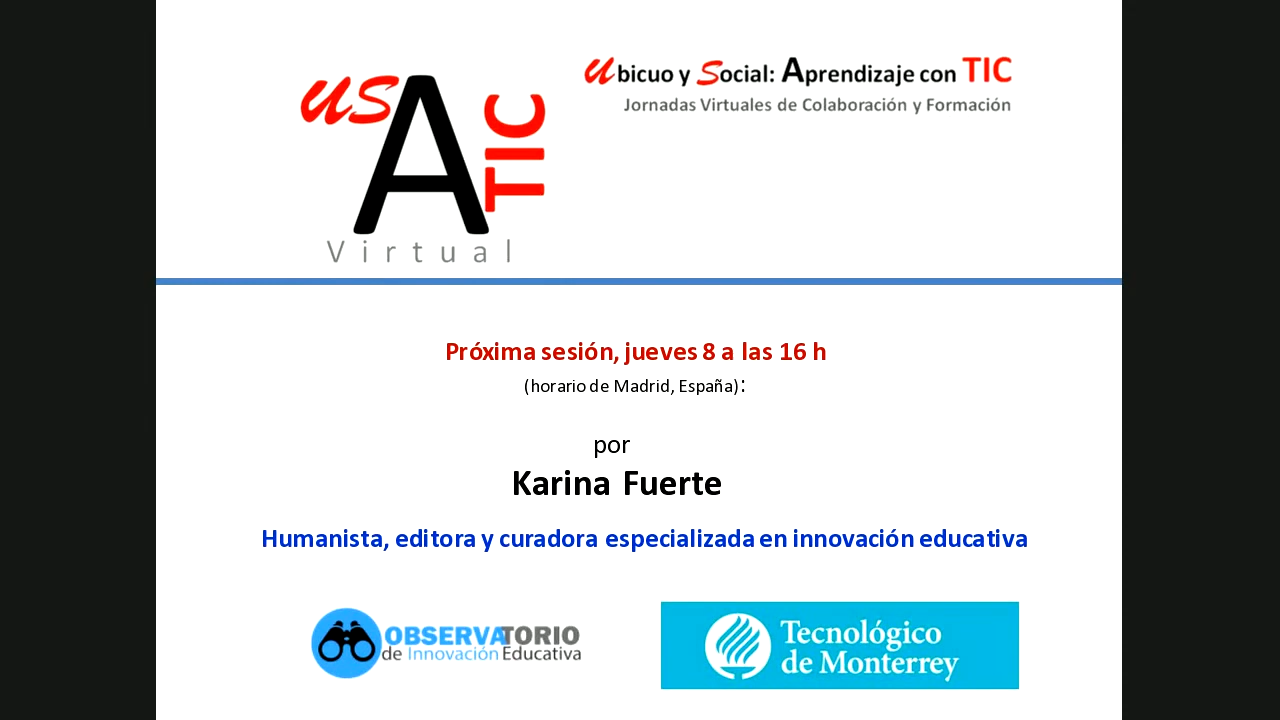 usATIC
Virtual
Ubicuo y Social: Aprendizaje con TIC
Jornadas Virtuales de Colaboración y Formación
Próxima sesión, jueves 8 a las 16 h
(horario de Madrid, España):
por
Karina Fuerte
Humanista, editora y curadora especializada en innovación educativa
OBSERVATORIO
de Innovación Educativa
Tecnológico
de Monterrey